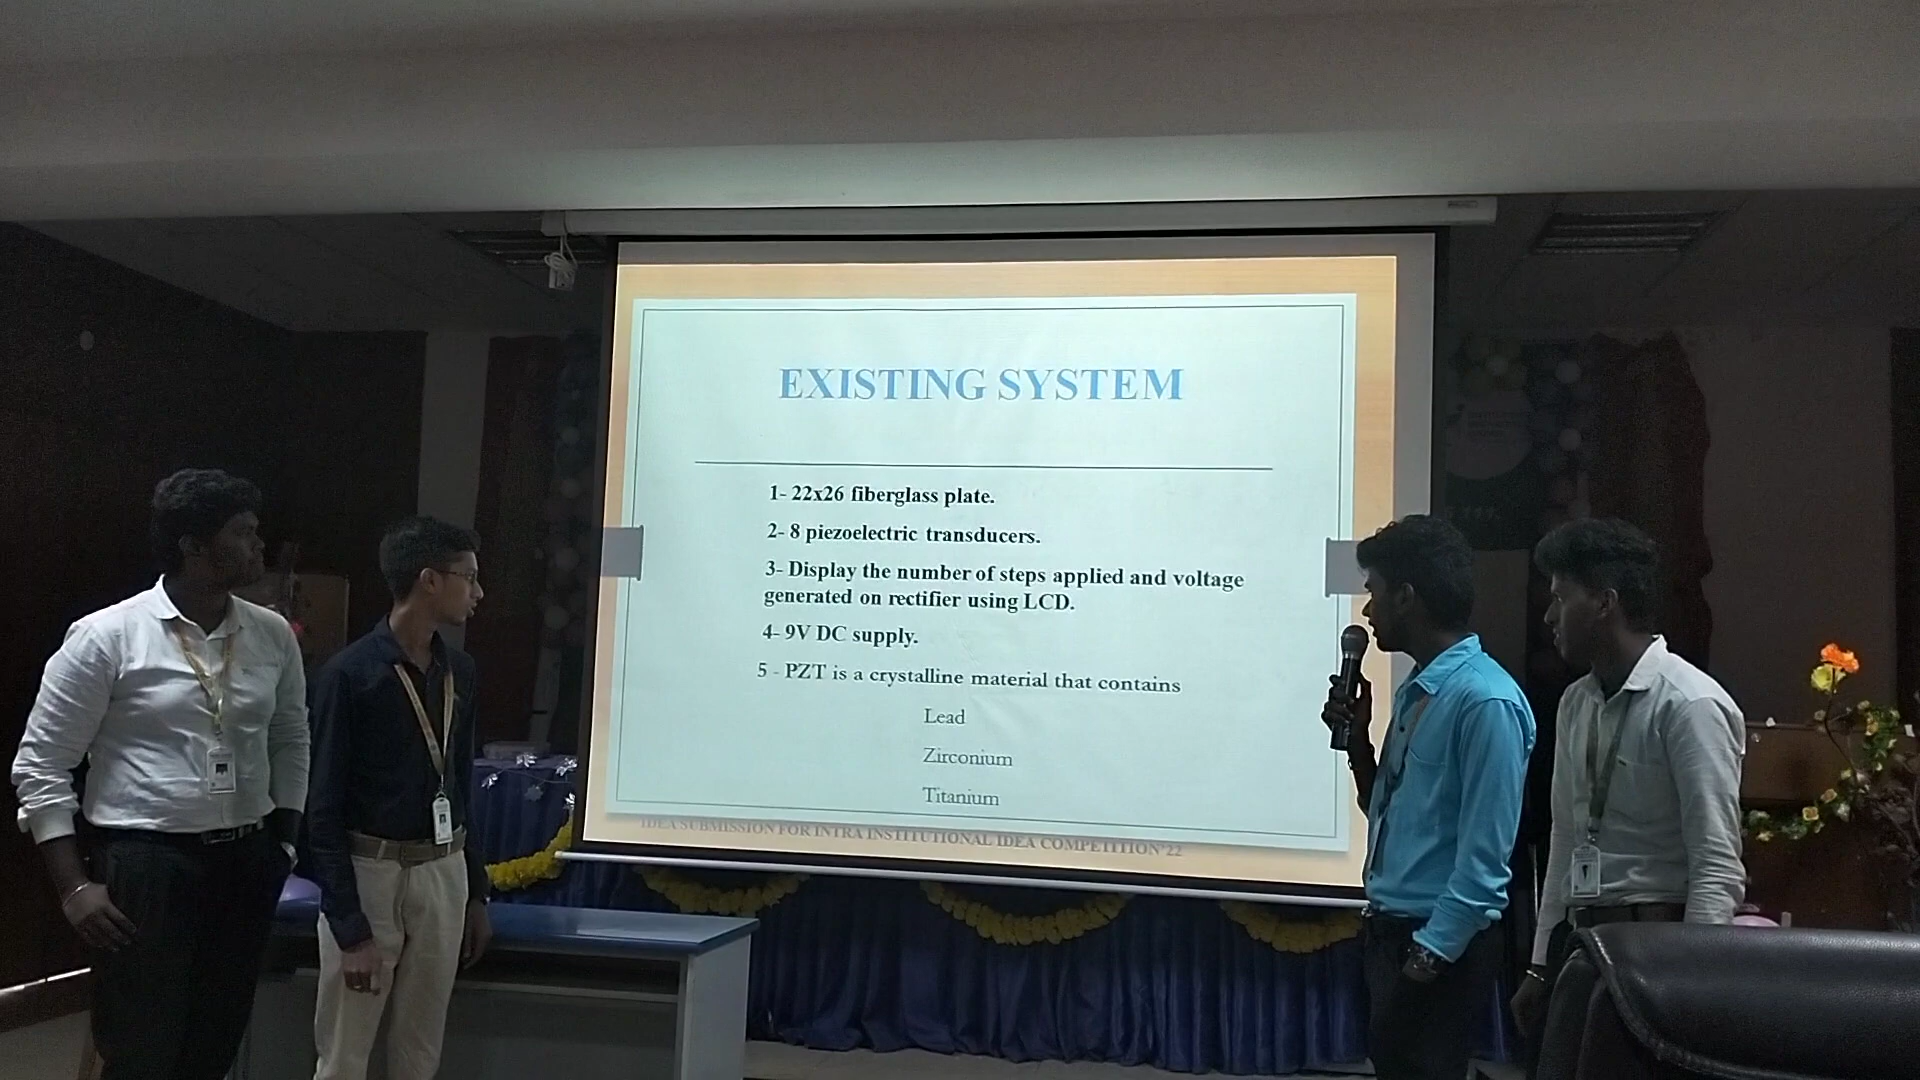 EXISTING SYSTEM
1- 22x26 fiberglass plate.
2- 8 piezoelectric transducers.
3- Display the number of steps applied and voltage
generated on rectifier using LCD.
4- 9V DC supply.
5 - PZT is a crystalline material that contains
Lead
Zirconium
Titanium
IDEA SUBMISSION FOR INTRA INSTITUTIONAL IDEA COMPETITION'22